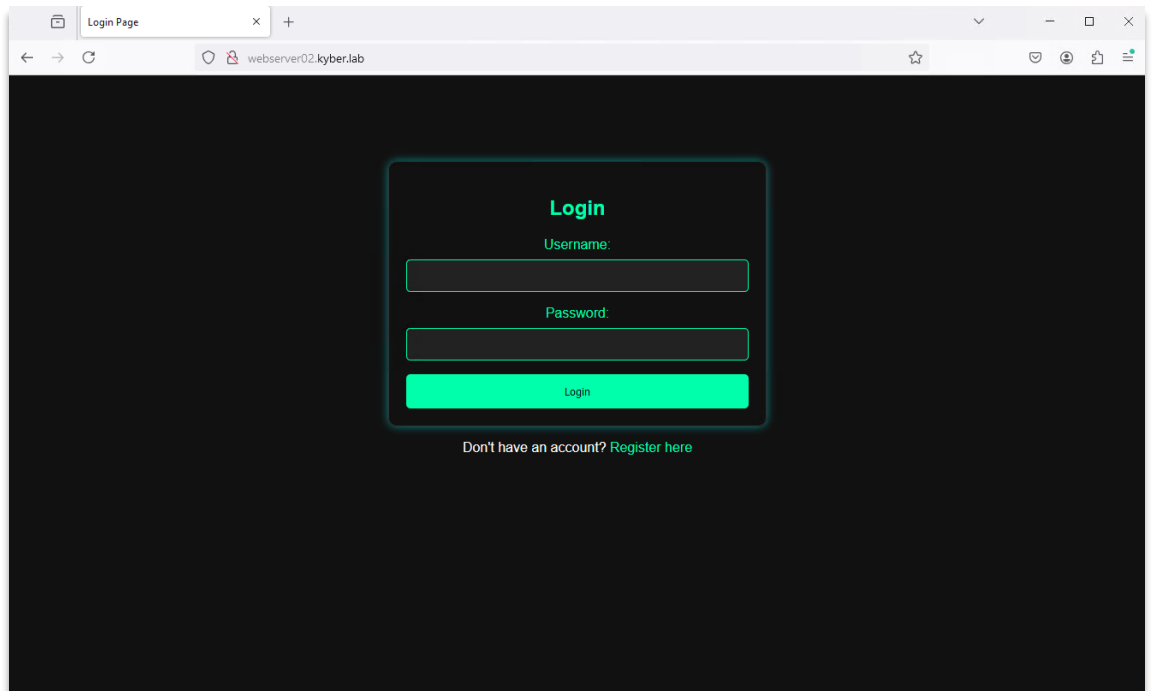 Login Page
webserver02.kyber.lab
Login
Username:
Password:
Login
Don't have an account? Register here